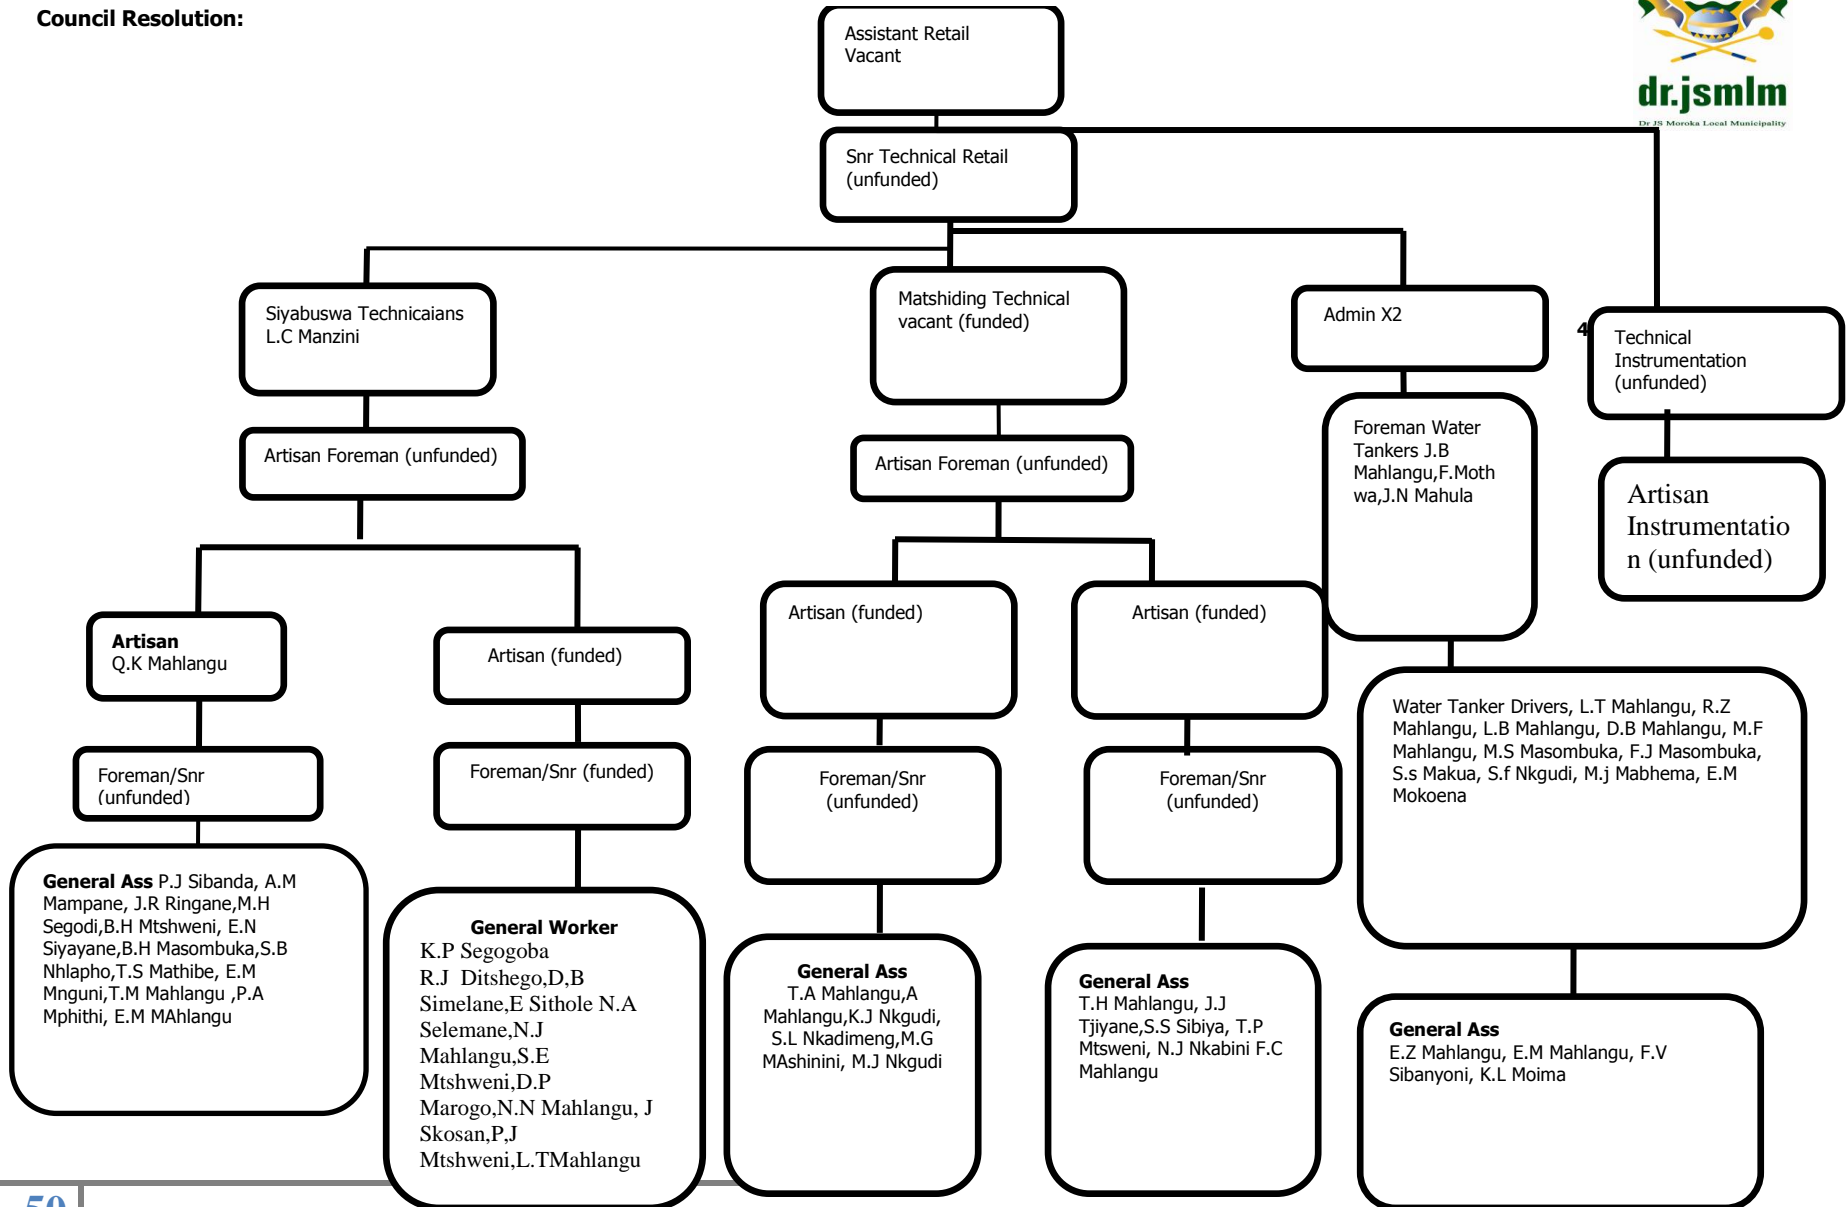 Council Resolution:
dr.jsmlm
Dr JS Moroka Local Municipality
Assistant Retail
Vacant
Snr Technical Retail
(unfunded)
Siyabuswa Technicaians
L.C Manzini
Matshiding Technical
vacant (funded)
Admin X2
4
Technical
Instrumentation
(unfunded)
Artisan Foreman (unfunded)
Artisan Foreman (unfunded)
Foreman Water
Tankers J.B
Mahlangu,F.Moth
wa,J.N Mahula
Artisan
Instrumentatio
n (unfunded)
Artisan
Q.K Mahlangu
Artisan (funded)
Artisan (funded)
Artisan (funded)
Foreman/Snr
(unfunded)
Foreman/Snr (funded)
Foreman/Snr
(unfunded)
Foreman/Snr
(unfunded)
Water Tanker Drivers, L.T Mahlangu, R.Z
Mahlangu, L.B Mahlangu, D.B Mahlangu, M.F
Mahlangu, M.S Masombuka, F.J Masombuka,
S.s Makua, S.f Nkgudi, M.j Mabhema, E.M
Mokoena
General Ass P.J Sibanda, A.M
Mampane, J.R Ringane,M.H
Segodi,B.H Mtshweni, E.N
Siyayane,B.H Masombuka,S.B
Nhlapho,T.S Mathibe, E.M
Mnguni,T.M Mahlangu ,P.A
Mphithi, E.M MAhlangu
General Worker
K.P Segogoba
R.J  Ditshego,D,B
Simelane,E Sithole N.A
Selemane,N.J
Mahlangu,S.E
Mtshweni,D.P
Marogo,N.N Mahlangu, J
Skosan,P,J
Mtshweni,L.TMahlangu
General Ass
T.A Mahlangu,A
Mahlangu,K.J Nkgudi,
S.L Nkadimeng,M.G
MAshinini, M.J Nkgudi
General Ass
T.H Mahlangu, J.J
Tjiyane,S.S Sibiya, T.P
Mtsweni, N.J Nkabini F.C
Mahlangu
General Ass
E.Z Mahlangu, E.M Mahlangu, F.V
Sibanyoni, K.L Moima